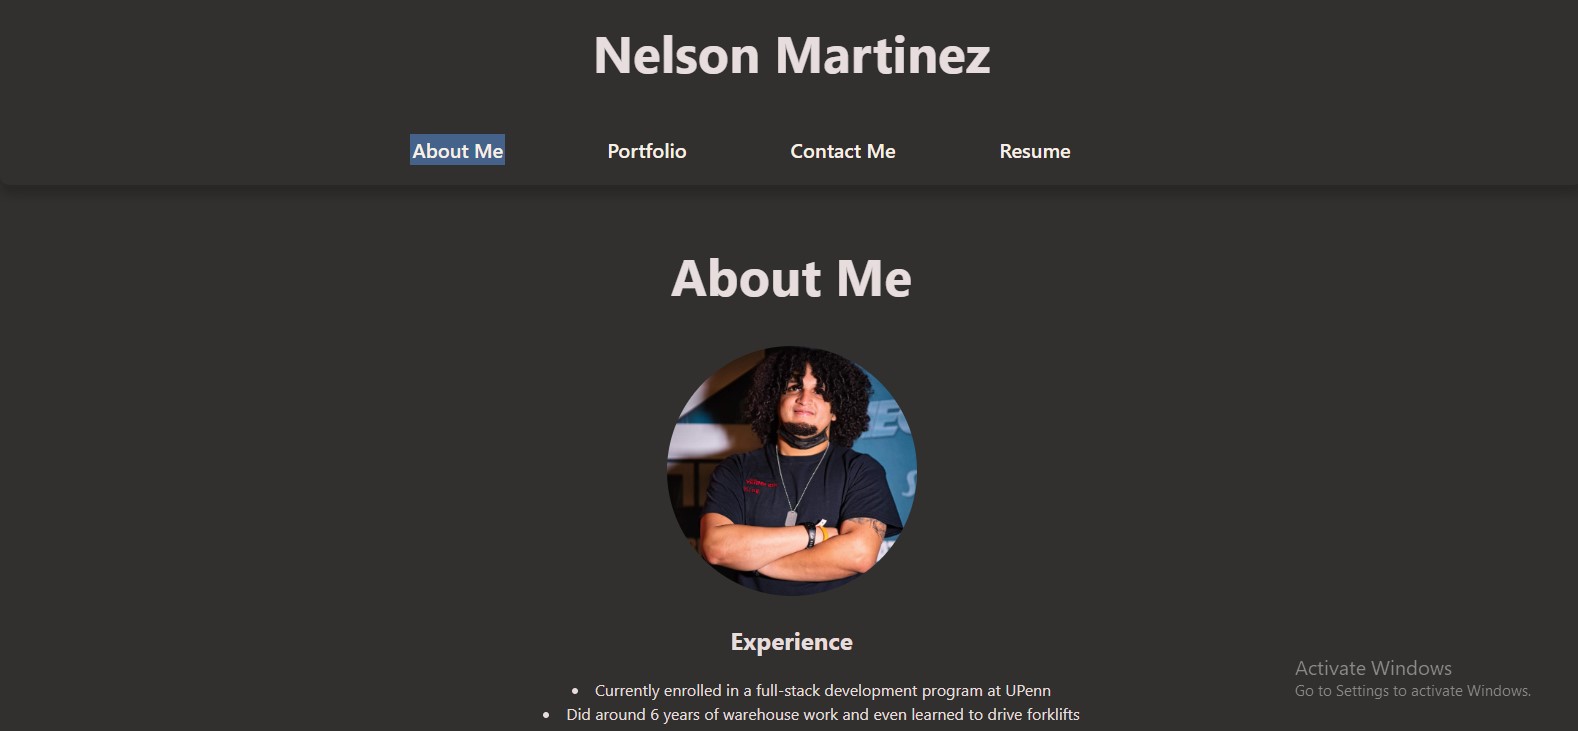 Nelson Martinez
About Me Portfolio Contact Me Resume
About Me
Experience
• Currently enrolled in a full-stack development program at UPenn
• Did around 6 years of warehouse work and even learned to drive forklifts
Activate Windows
Go to Settings to activate Windows.